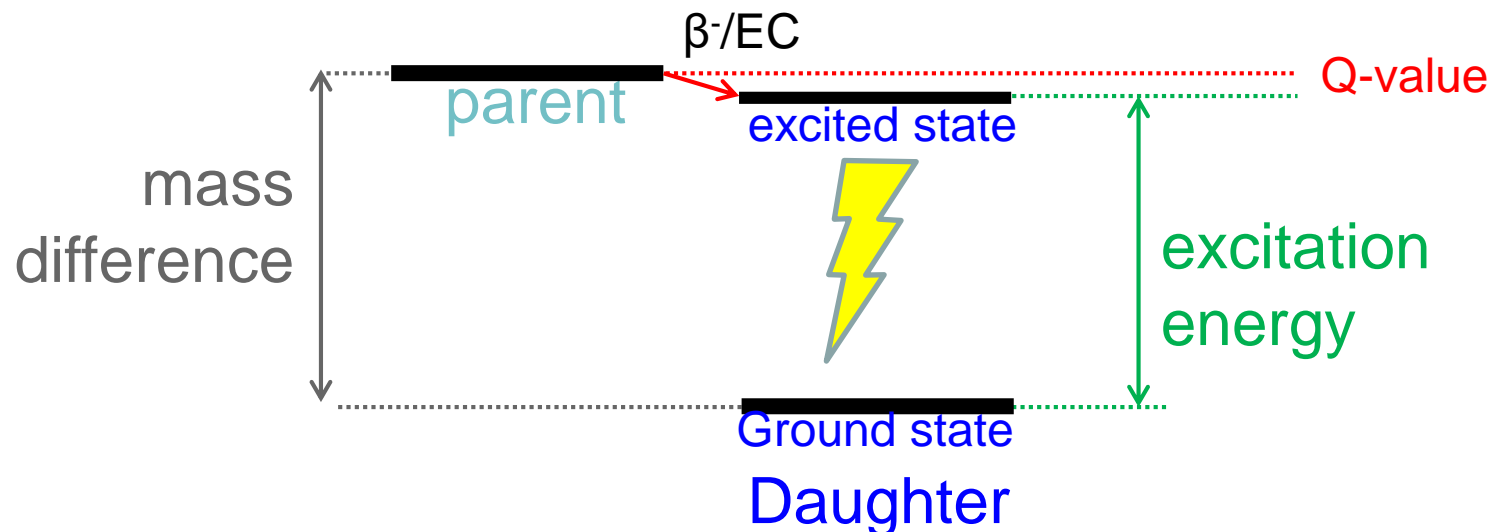 β⁻/EC
parent
Q-value
excited state
mass
difference
excitation
energy
Ground state
Daughter